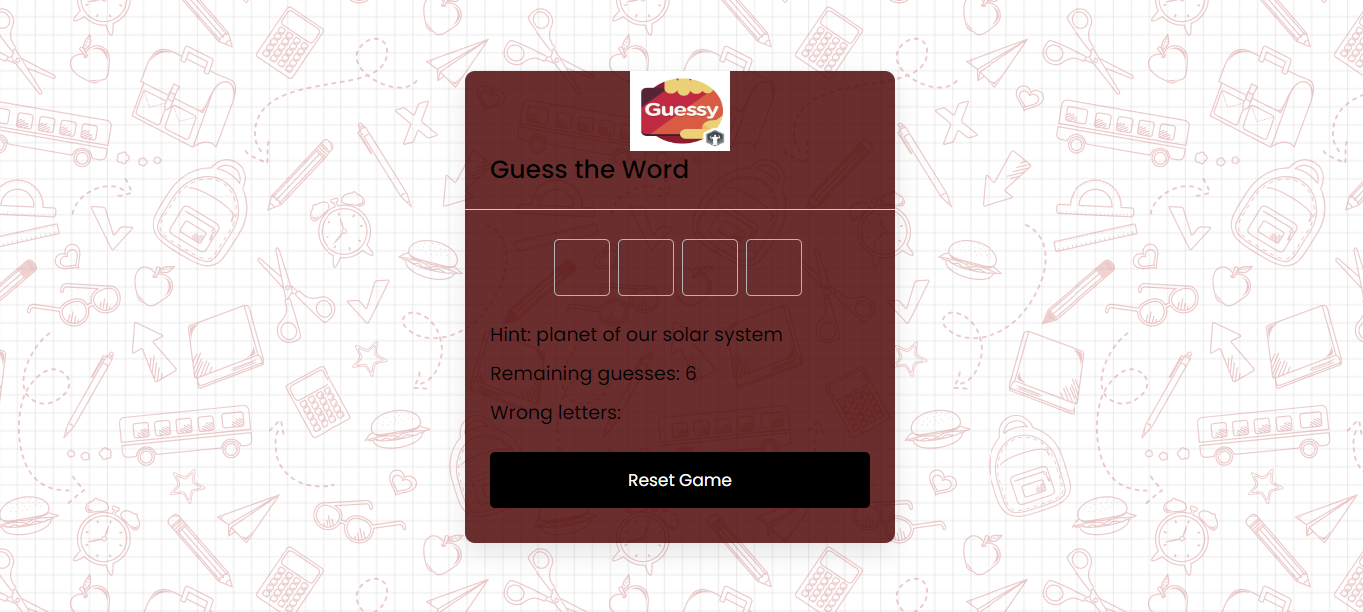 Guessy
Guess the Word
Hint: planet of our solar system
Remaining guesses: 6
Wrong letters:
Reset Game